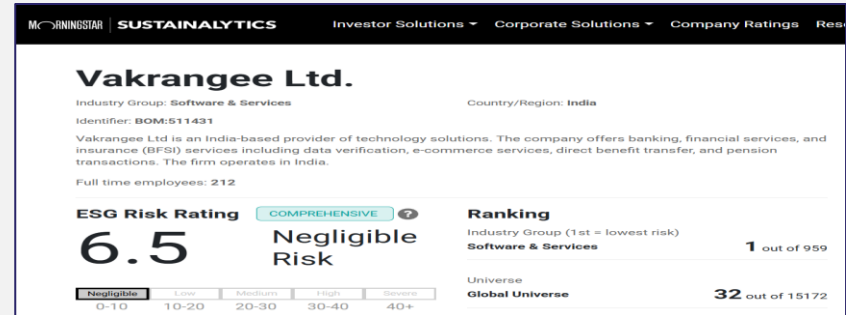 MORNINGSTAR | SUSTAINALYTICS Investor Solutions Corporate Solutions Company Ratings Res
Vakrangee Ltd.
Industry Group: Software & Services Country/Region: India
Identifier: BOM:511431
Vakrangee Ltd is an India-based provider of technology solutions. The company offers banking, financial services, and
insurance (BFSI) services including data verification, e-commerce services, direct benefit transfer, and pension
transactions. The firm operates in India.
Full time employees: 212
ESG Risk Rating COMPREHENSIVE ?
6.5 Negligible
Risk
Negligible Low Medium High Severe
0-10 10-20 20-30 30-40 40+
Ranking
Industry Group (1st = lowest risk)
Software & Services 1 out of 959
Universe
Global Universe 32 out of 15172